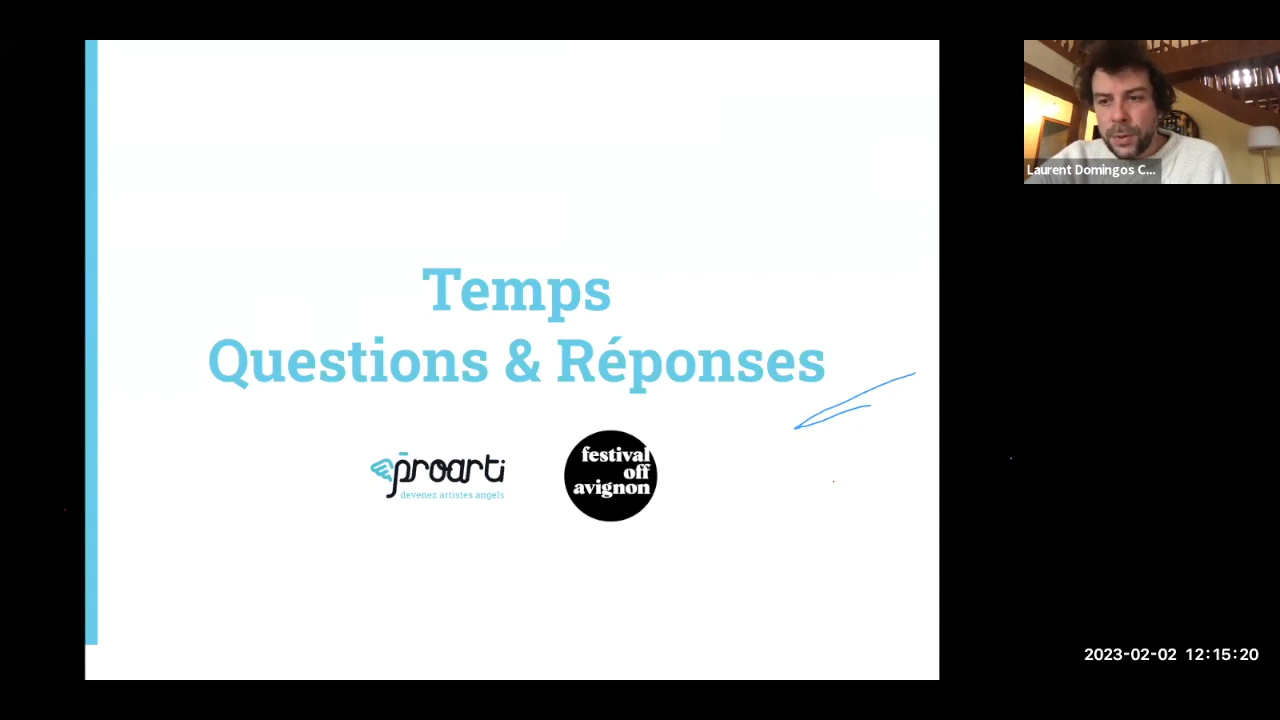 Temps
Questions & Réponses
proarti
devenez artistes angels
festival
off
avignon
Laurent Domingos C...
2023-02-02 12:15:20